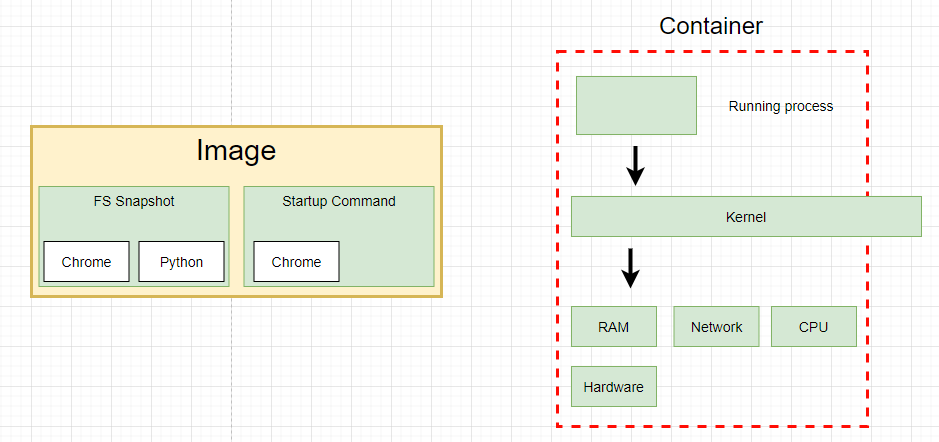 Container
Running process
Image
FS Snapshot
Startup Command
Chrome
Python
Chrome
Kernel
RAM
Network
CPU
Hardware